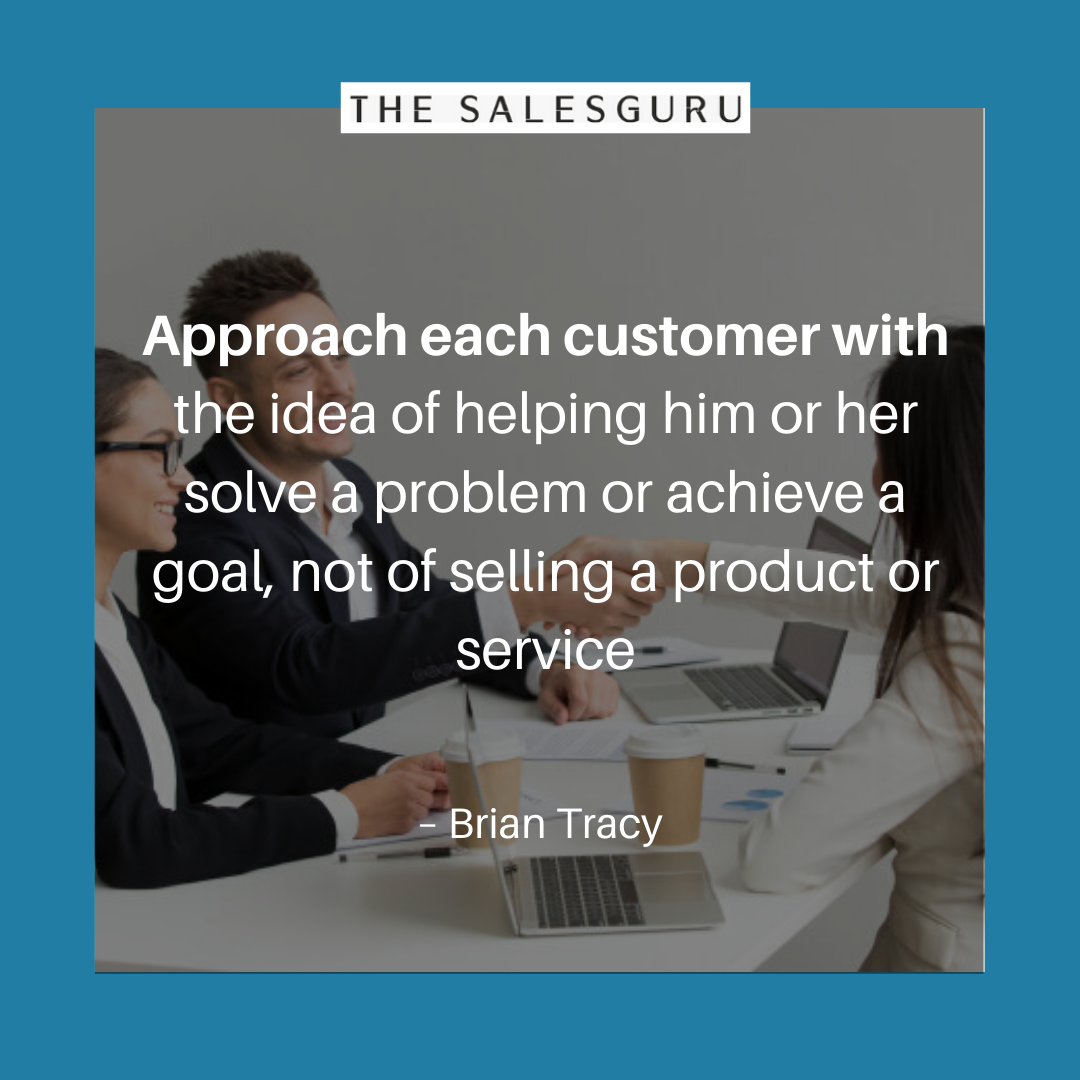 THE SALESGURU
Approach each customer with
the idea of helping him or her
solve a problem or achieve a
goal, not of selling a product or
service
– Brian Tracy